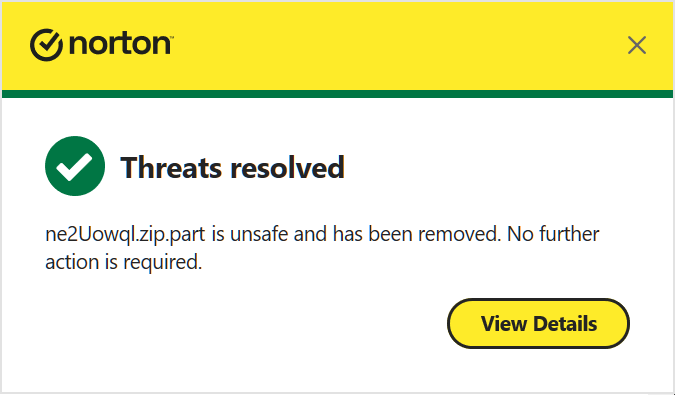 norton™
Threats resolved
ne2Uowql.zip.part is unsafe and has been removed. No further
action is required.
View Details